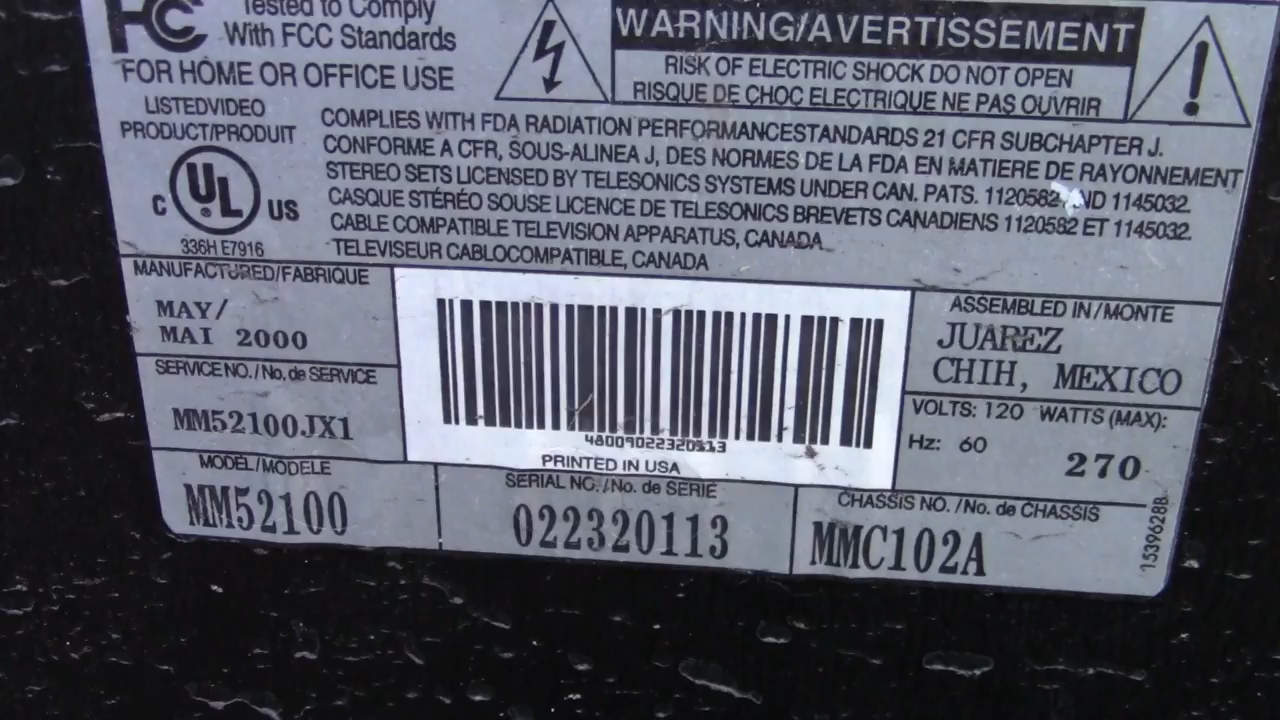 FC
Tested to Comply
With FCC Standards
FOR HOME OR OFFICE USE
WARNING/AVERTISSEMENT
RISK OF ELECTRIC SHOCK DO NOT OPEN
RISQUE DE CHOC ELECTRIQUE NE PAS OUVRIR
!
LISTEDVIDEO
PRODUCT/PRODUIT
C UL US
336H E7916
COMPLIES WITH FDA RADIATION PERFORMANCESTANDARDS 21 CFR SUBCHAPTER J.
CONFORME A CFR, SOUS-ALINEA J, DES NORMES DE LA FDA EN MATIERE DE RAYONNEMENT
STEREO SETS LICENSED BY TELESONICS SYSTEMS UNDER CAN. PATS. 1120582 AND 1145032.
CASQUE STÉRÉO SOUSE LICENCE DE TELESONICS BREVETS CANADIENS 1120582 ET 1145032.
CABLE COMPATIBLE TELEVISION APPARATUS, CANADA
TELEVISEUR CABLOCOMPATIBLE, CANADA
MANUFACTURED/FABRIQUE
MAY/
MAI 2000
SERVICE NO./No. de SERVICE
MM52100JX1
MODEL/MODELE
MM52100
48009022320113
PRINTED IN USA
SERIAL NO./No. de SERIE
022320113
ASSEMBLED IN/MONTE
JUAREZ
CHIH, MEXICO
VOLTS: 120 WATTS (MAX):
Hz: 60 270
CHASSIS NO./No. de CHASSIS
MMC102A
15396288